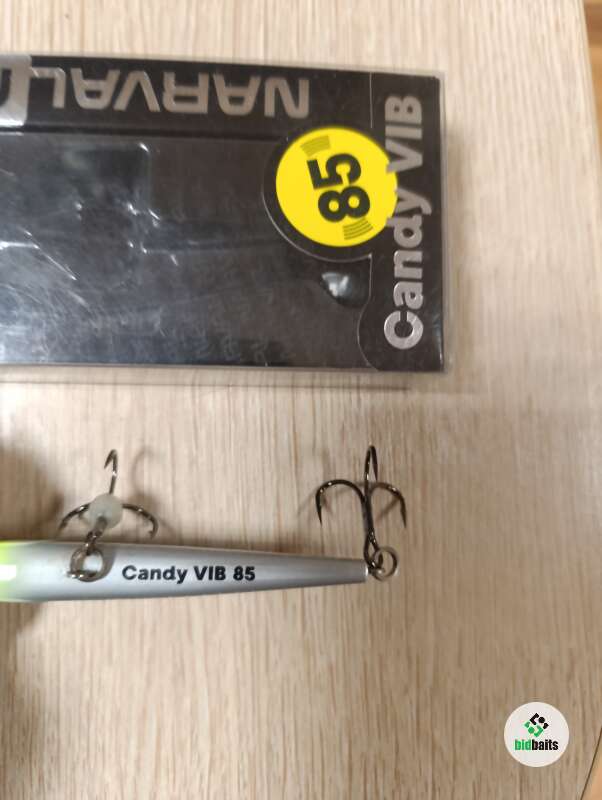 NARVAL
85
Candy VIB
Candy VIB 85
bidbaits